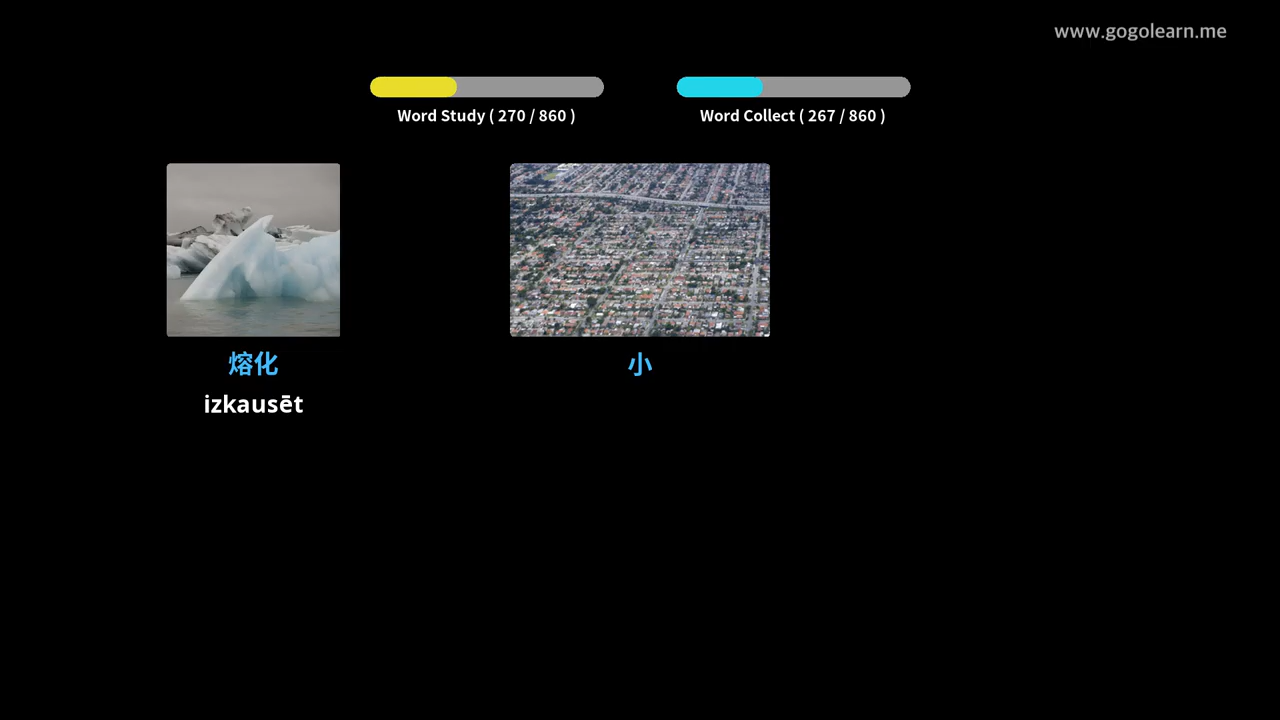 www.gogolearn.me
Word Study ( 270 / 860 )
Word Collect ( 267 / 860 )
熔化
小
izkausēt